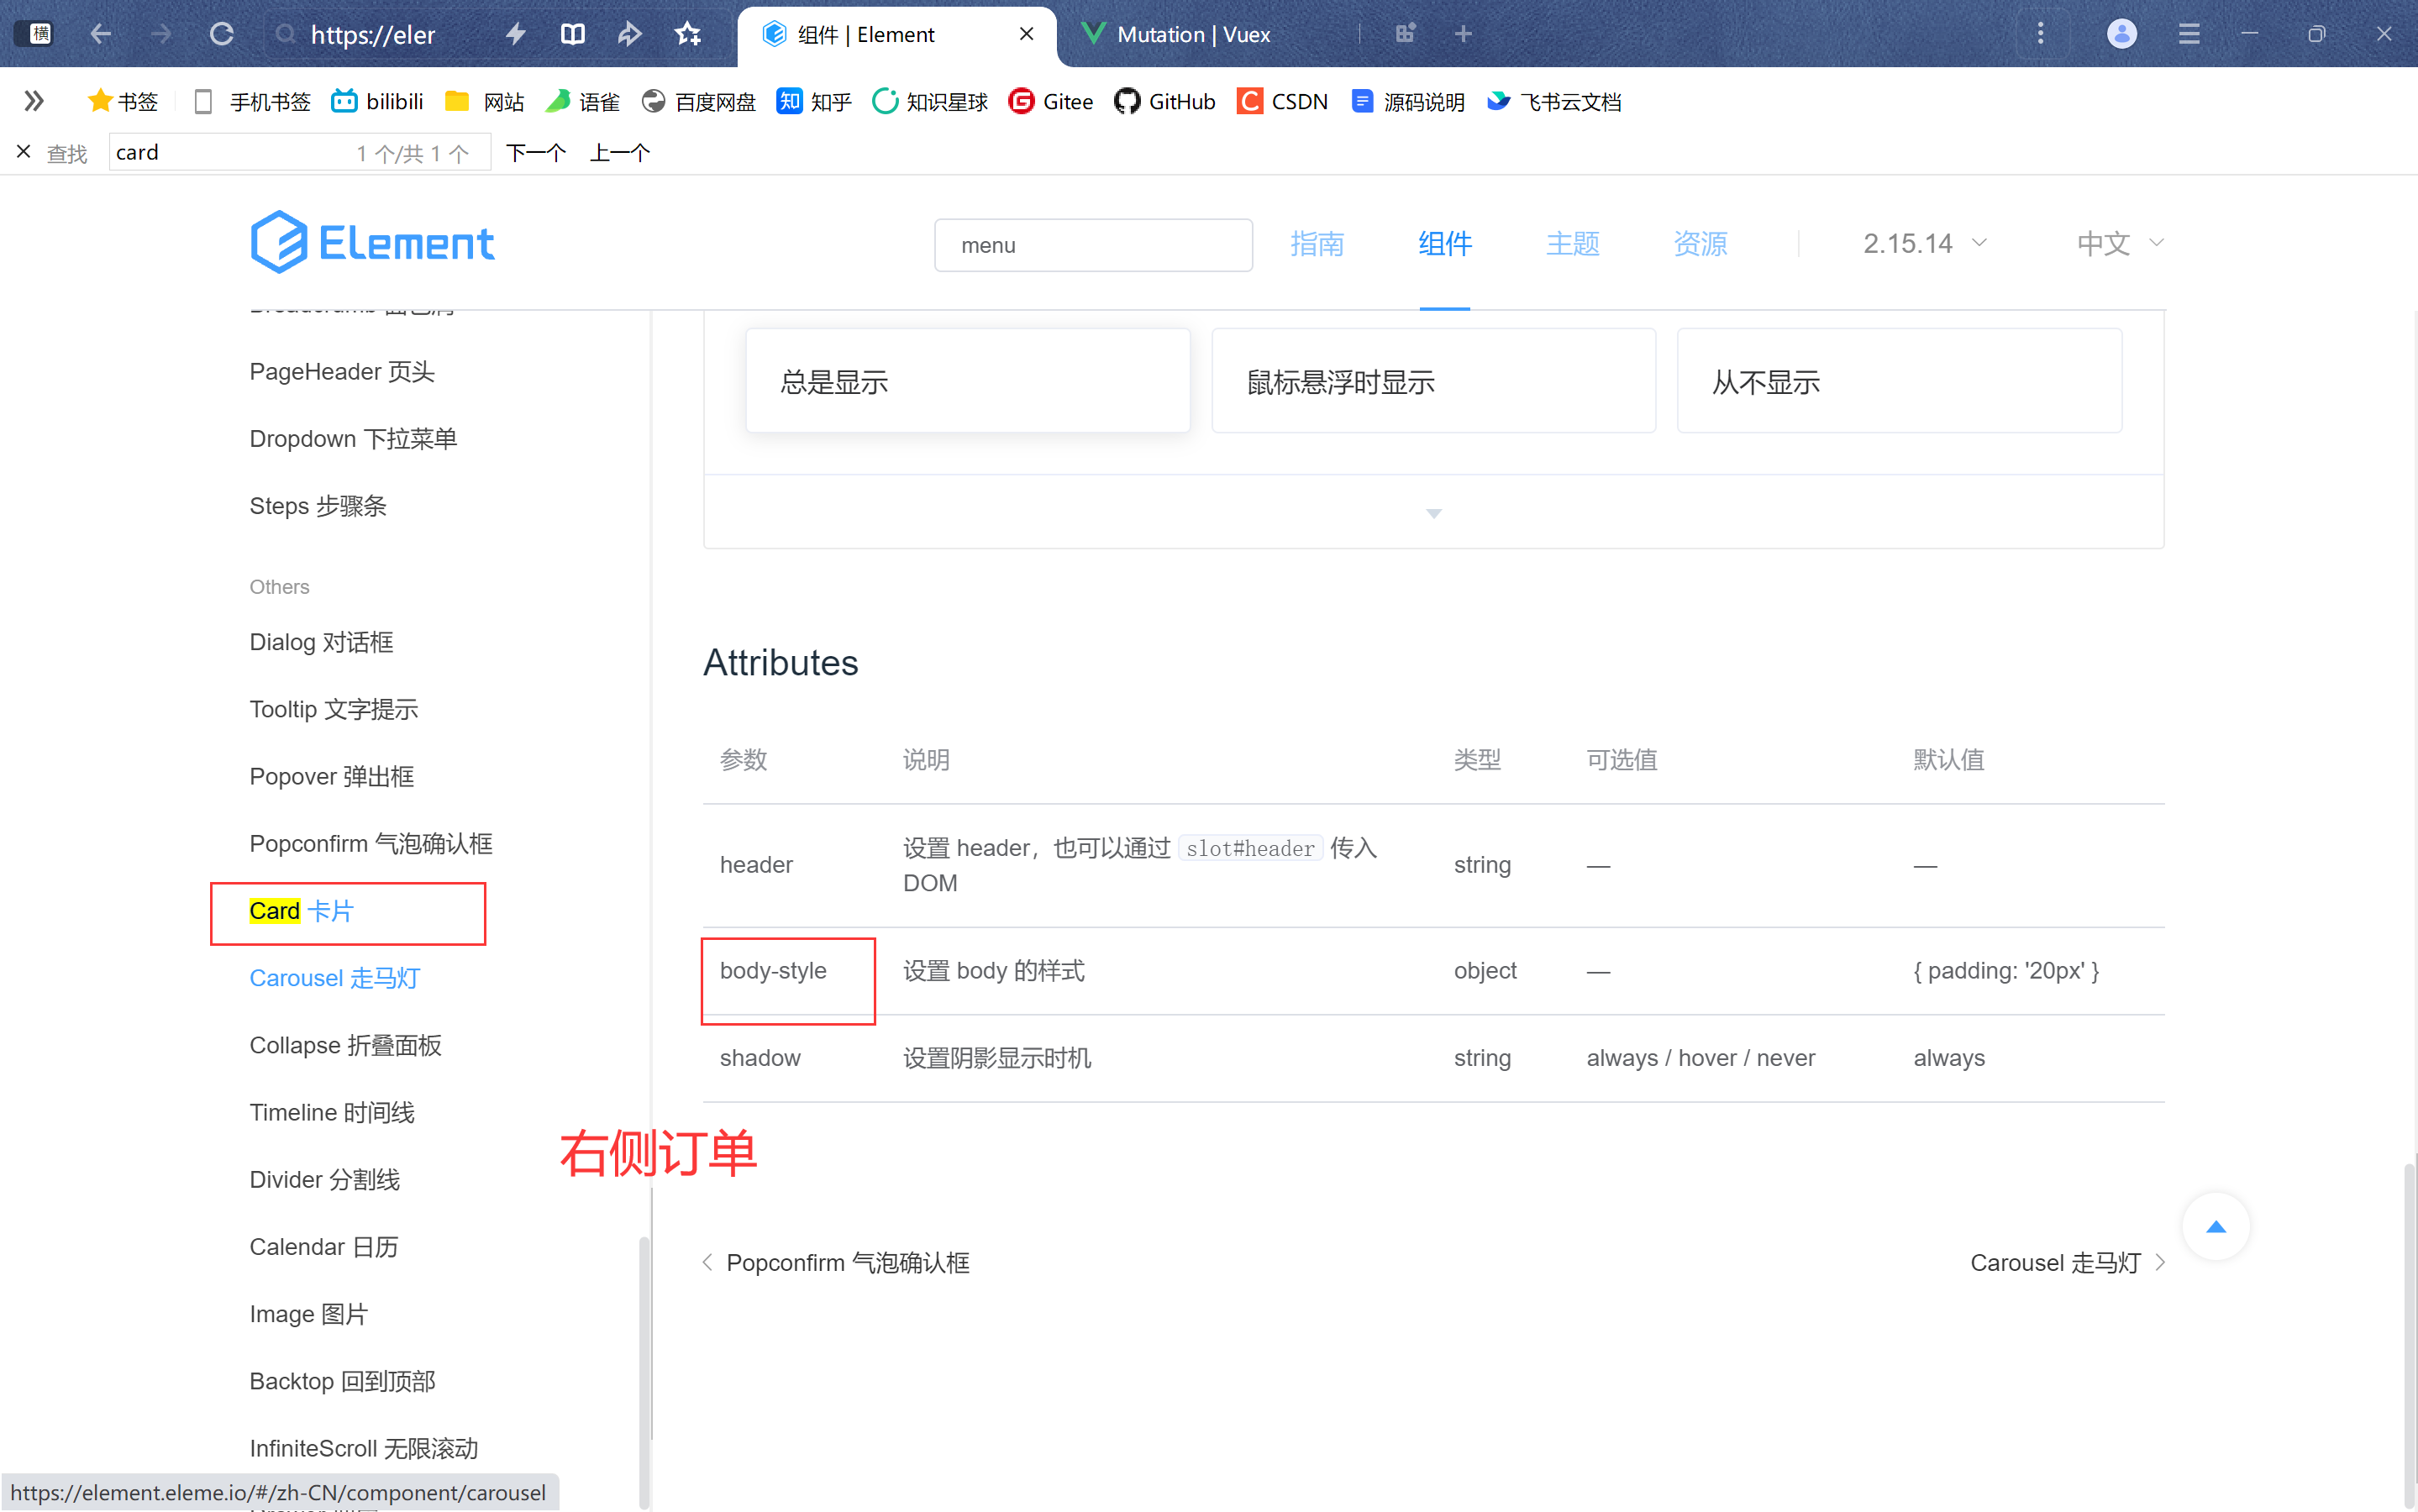 横
https://eler
组件 | Element
Mutation | Vuex
书签
手机书签
bilibili
网站
语雀
百度网盘
知 知乎
知识星球
Gitee
GitHub
CSDN
源码说明
飞书云文档
查找
card
1 个/共 1 个
下一个
上一个
Element
menu
指南
组件
主题
资源
2.15.14
中文
PageHeader 页头
Dropdown 下拉菜单
Steps 步骤条
Others
Dialog 对话框
Tooltip 文字提示
Popover 弹出框
Popconfirm 气泡确认框
Card 卡片
Carousel 走马灯
Collapse 折叠面板
Timeline 时间线
Divider 分割线
Calendar 日历
Image 图片
Backtop 回到顶部
InfiniteScroll 无限滚动
https://element.eleme.io/#/zh-CN/component/carousel
总是显示
鼠标悬浮时显示
从不显示
Attributes
参数 说明 类型 可选值 默认值
header 设置 header，也可以通过 slot#header 传入 DOM string — —
body-style 设置 body 的样式 object — { padding: '20px' }
shadow 设置阴影显示时机 string always / hover / never always
右侧订单
Popconfirm 气泡确认框
Carousel 走马灯